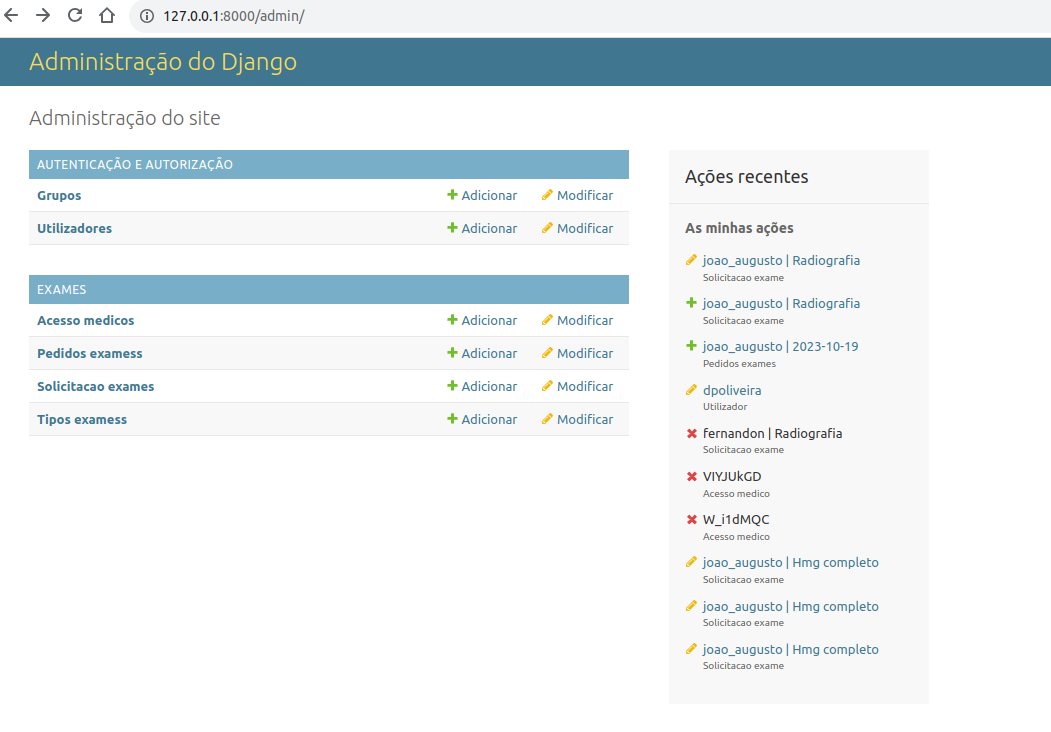 127.0.0.1:8000/admin/
Administração do Django
Administração do site
AUTENTICAÇÃO E AUTORIZAÇÃO
Grupos Adicionar Modificar
Utilizadores Adicionar Modificar
EXAMES
Acesso medicos Adicionar Modificar
Pedidos examess Adicionar Modificar
Solicitacao exames Adicionar Modificar
Tipos examess Adicionar Modificar
Ações recentes
As minhas ações
joao_augusto | Radiografia
Solicitacao exame
joao_augusto | Radiografia
Solicitacao exame
joao_augusto | 2023-10-19
Pedidos exames
dpoliveira
Utilizador
fernandon | Radiografia
Solicitacao exame
VIYJUkGD
Acesso medico
W_i1dMQC
Acesso medico
joao_augusto | Hmg completo
Solicitacao exame
joao_augusto | Hmg completo
Solicitacao exame
joao_augusto | Hmg completo
Solicitacao exame